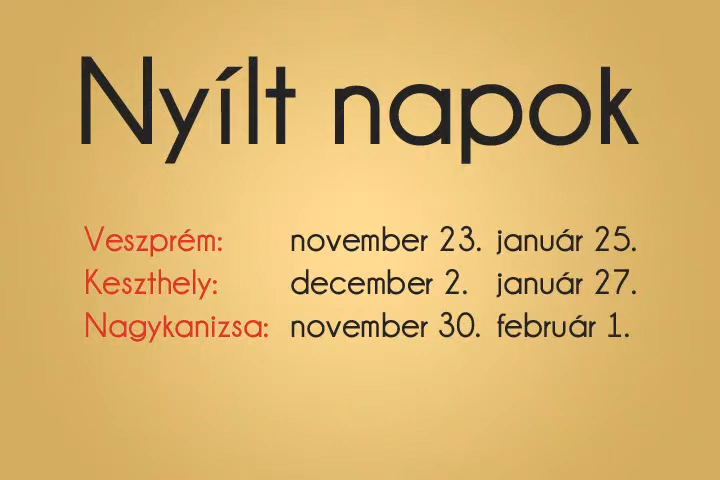 Nyílt napok
Veszprém: november 23. január 25.
Keszthely: december 2. január 27.
Nagykanizsa: november 30. február 1.